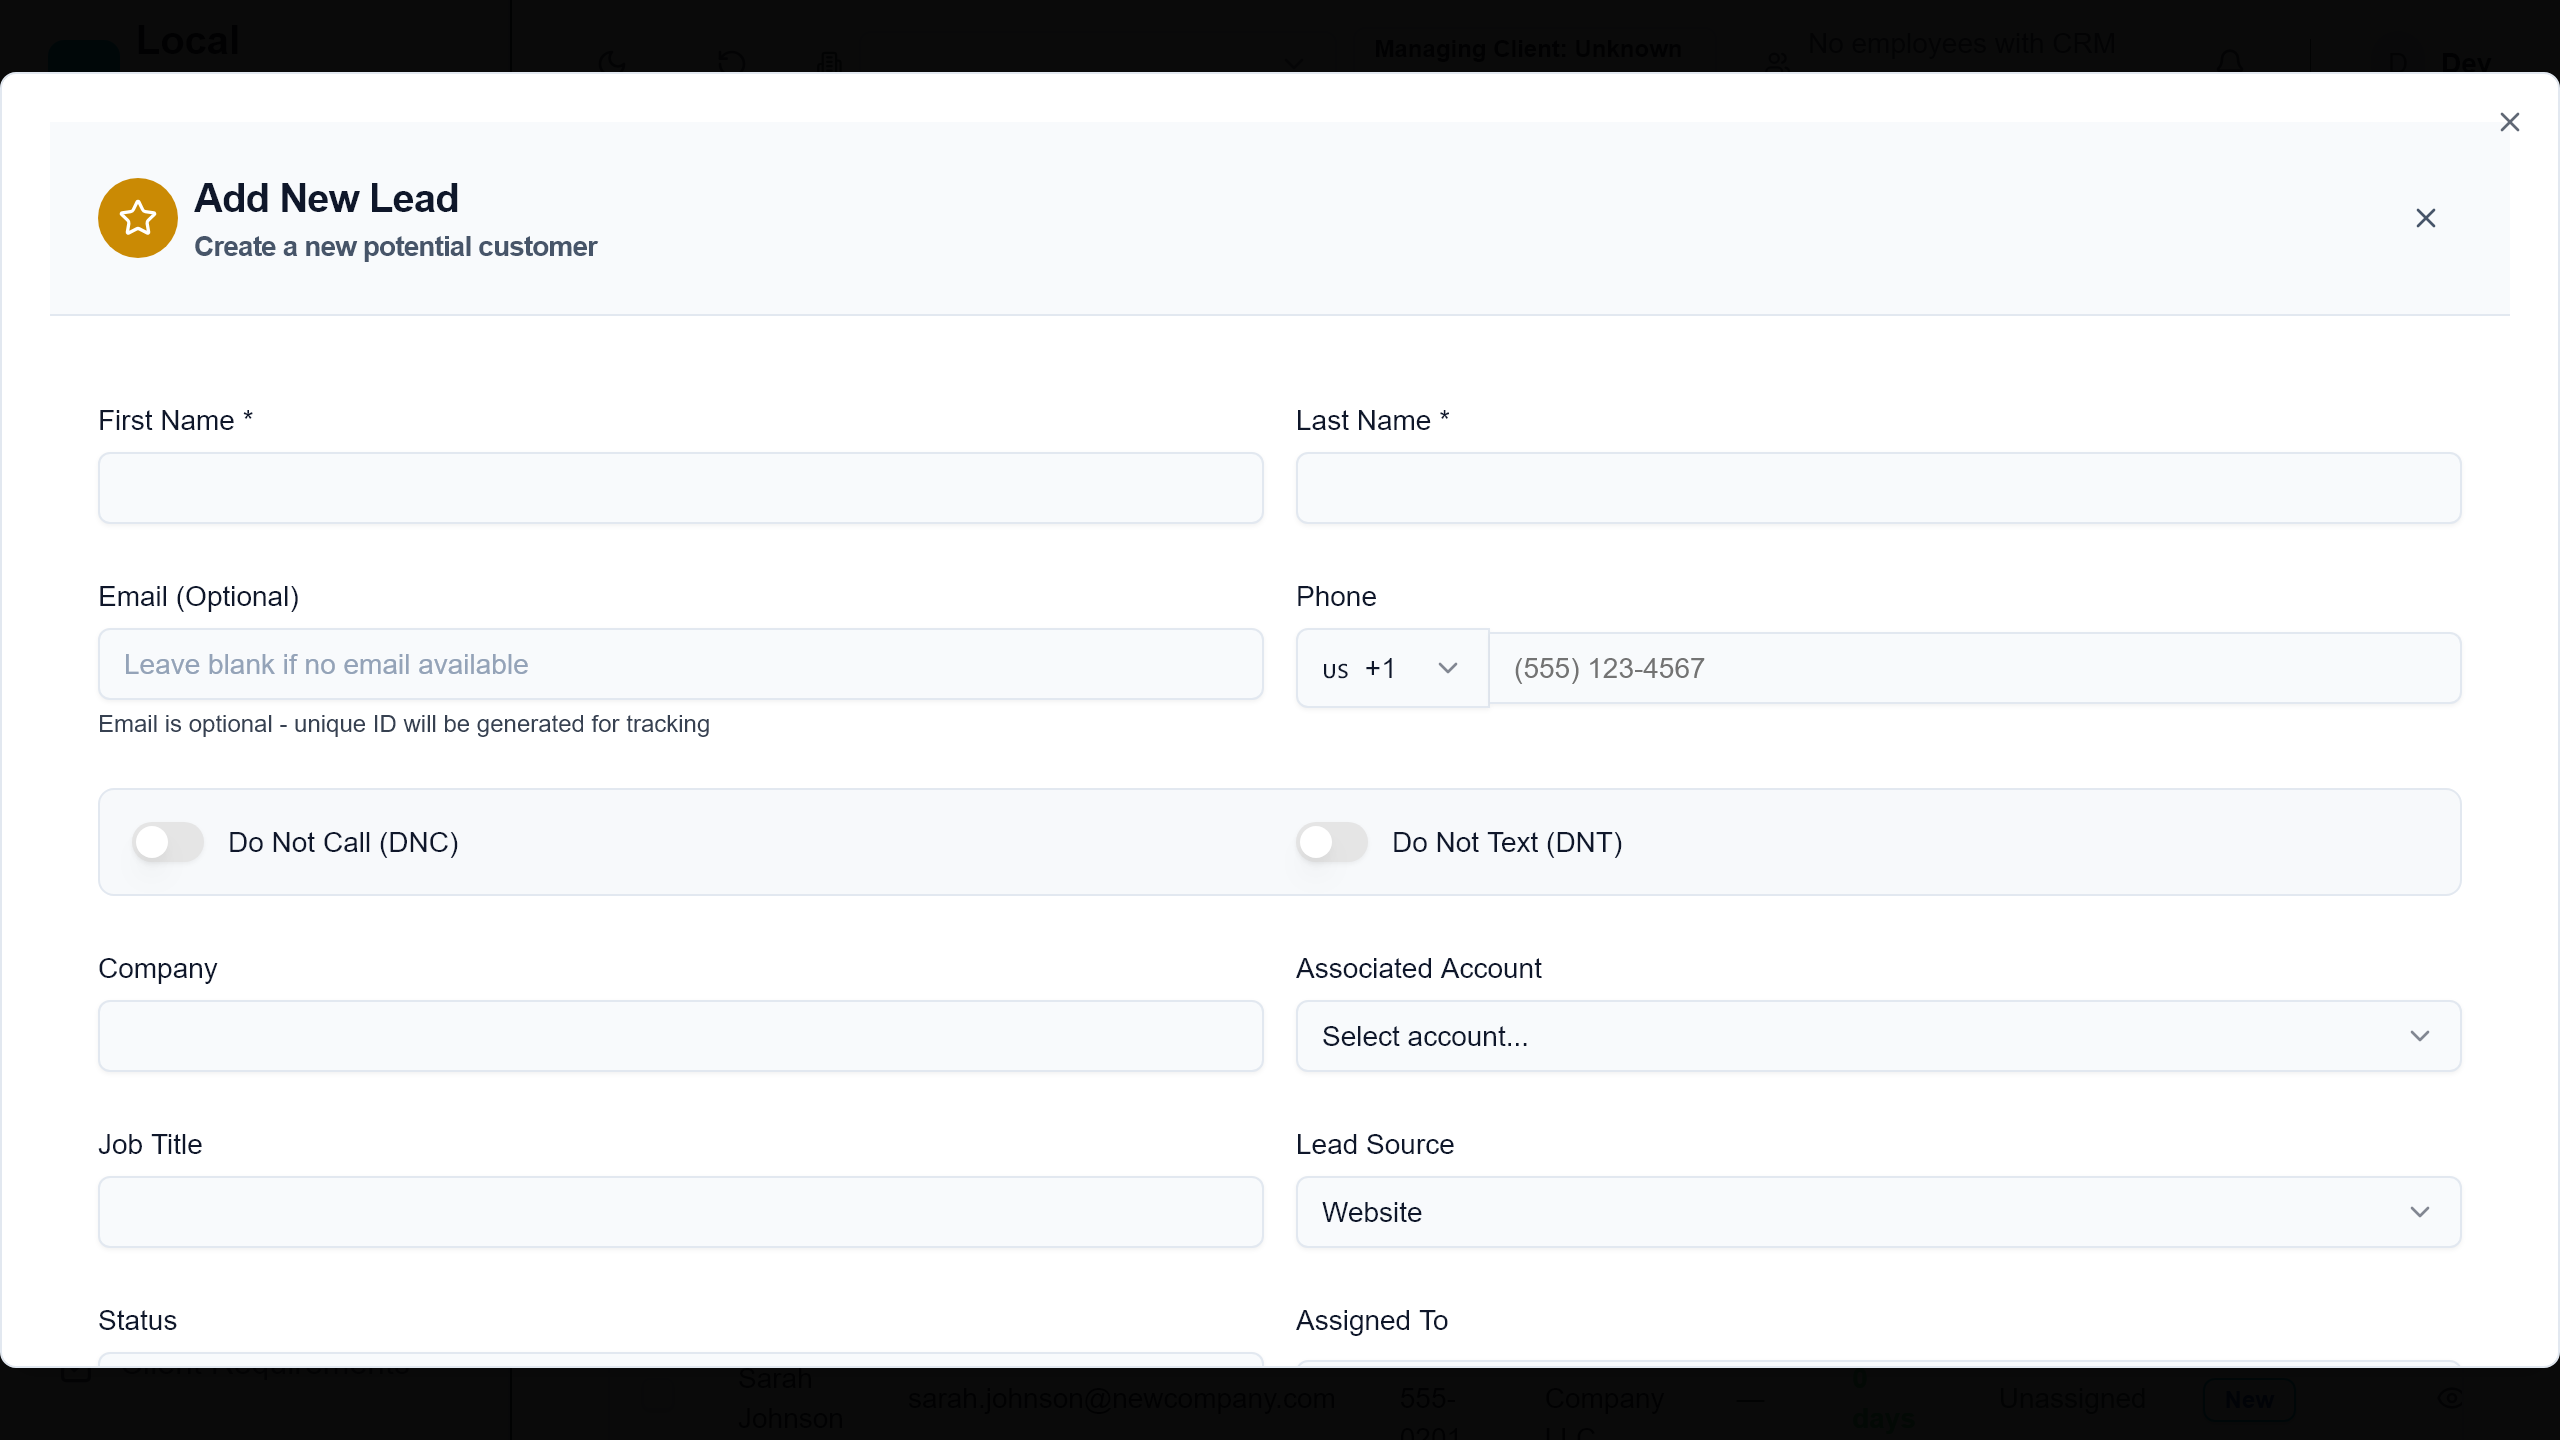 Local
Managing Client: Unknown
No employees with CRM
D
Dev
Add New Lead
Create a new potential customer
First Name *
Last Name *
Email (Optional)
Leave blank if no email available
Email is optional - unique ID will be generated for tracking
Phone
US +1
(555) 123-4567
Do Not Call (DNC)
Do Not Text (DNT)
Company
Associated Account
Select account...
Job Title
Lead Source
Website
Status
Assigned To
Client Requirements
Sarah
Johnson
sarah.johnson@newcompany.com
555-
0201
Company
LLC
—
days
Unassigned
New